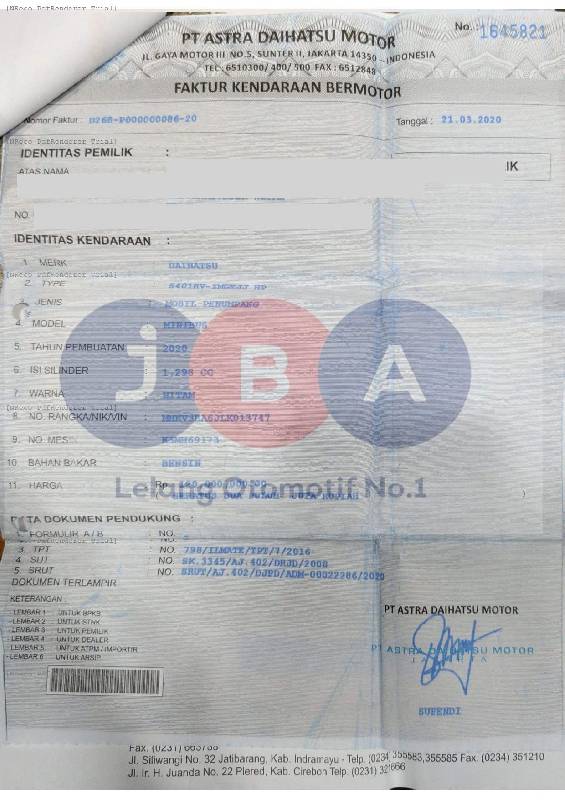 PT ASTRA DAIHATSU MOTOR
No. 1645821
JL. GAYA MOTOR III NO.5, SUNTER II, JAKARTA 14350 – INDONESIA
TEL: 6510300/ 400/ 500 FAX : 6512848
FAKTUR KENDARAAN BERMOTOR
Nomor Faktur : Tanggal : 21.03.2020
IDENTITAS PEMILIK :
ATAS NAMA
IK
NO.
IDENTITAS KENDARAAN :
1. MERK DAIHATSU
2. TYPE
3. JENIS : MOBIL PENUMPANG
4. MODEL MINIBUS
5. TAHUN PEMBUATAN : 2020
6. ISI SILINDER : 1,298 CC
7. WARNA HITAM
8. NO. RANGKA/NIK/VIN :
9. NO. MESIN :
10. BAHAN BAKAR : BENSIN
11. HARGA Rp.
JBA
Lelang Otomotif No.1
DATA DOKUMEN PENDUKUNG :
1. FORMULIR A / B : NO.
3. TPT NO. 798/ILMATE/TPT/7/2016
4. SUT NO. SK.3345/AJ.402/DRJD/2008
5. SRUT NO. SRUT/AJ.402/DJPD/ADM-00022986/2020
DOKUMEN TERLAMPIR
KETERANGAN :
- LEMBAR 1 UNTUK BPKB
- LEMBAR 2 UNTUK STNK
- LEMBAR 3 UNTUK PEMILIK
- LEMBAR 4 UNTUK DEALER
- LEMBAR 5 UNTUK ATPM / IMPORTIR
- LEMBAR 6 UNTUK ARSIP
PT ASTRA DAIHATSU MOTOR
PT ASTRA DAIHATSU MOTOR
JAKARTA
SUPENDI
Fax. (0231)
Jl. Siliwangi No. 32 Jatibarang, Kab. Indramayu - Telp. (0234) 355583,355585 Fax. (0234) 351210
Jl. Ir. H. Juanda No. 22 Plered, Kab. Cirebon Telp. (0231)